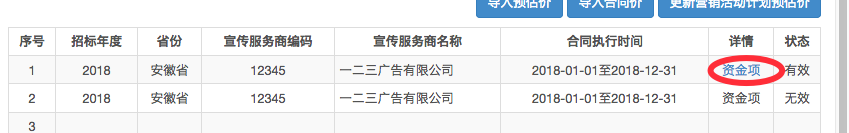 导入预估价 导入合同价 更新营销活动计划预估价
序号 招标年度 省份 宣传服务商编码 宣传服务商名称 合同执行时间 详情 状态
1 2018 安徽省 12345 一二三广告有限公司 2018-01-01至2018-12-31 资金项 有效
2 2018 安徽省 12345 一二三广告有限公司 2018-01-01至2018-12-31 资金项 无效
3